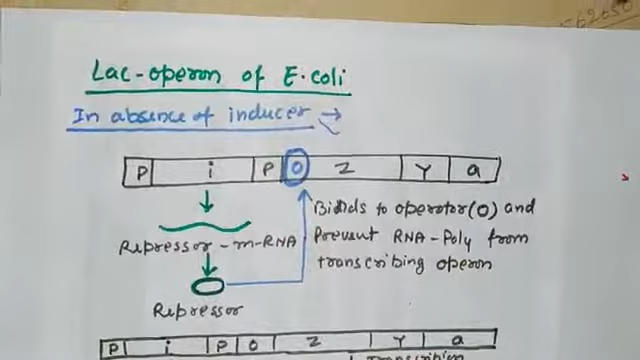 562050
Lac-operon of E.coli
In absence of inducer →
P i P O Z Y a
Binds to operator(O) and
Repressor-m-RNA Prevent RNA-Poly from
transcribing operon
Repressor
P i P O Z Y a